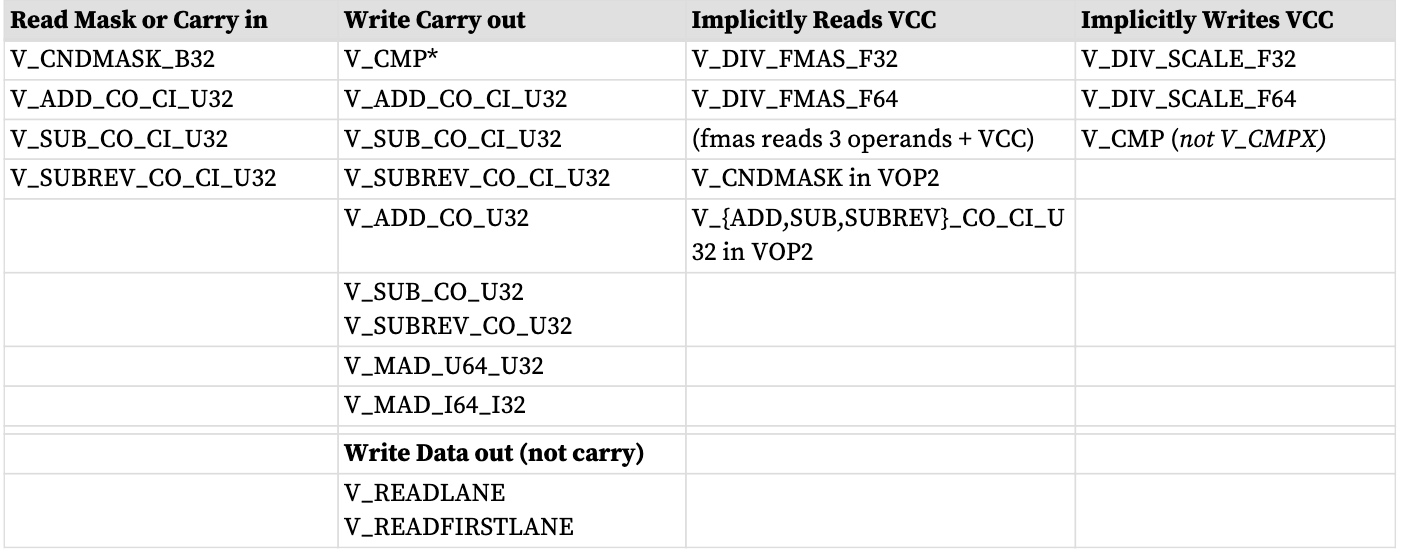 Read Mask or Carry in Write Carry out Implicitly Reads VCC Implicitly Writes VCC
V_CNDMASK_B32 V_CMP* V_DIV_FMAS_F32 V_DIV_SCALE_F32
V_ADD_CO_CI_U32 V_ADD_CO_CI_U32 V_DIV_FMAS_F64 V_DIV_SCALE_F64
V_SUB_CO_CI_U32 V_SUB_CO_CI_U32 (fmas reads 3 operands + VCC) V_CMP (not V_CMPX)
V_SUBREV_CO_CI_U32 V_SUBREV_CO_CI_U32 V_CNDMASK in VOP2
V_ADD_CO_U32 V_{ADD,SUB,SUBREV}_CO_CI_U
32 in VOP2
V_SUB_CO_U32
V_SUBREV_CO_U32
V_MAD_U64_U32
V_MAD_I64_I32
Write Data out (not carry)
V_READLANE
V_READFIRSTLANE